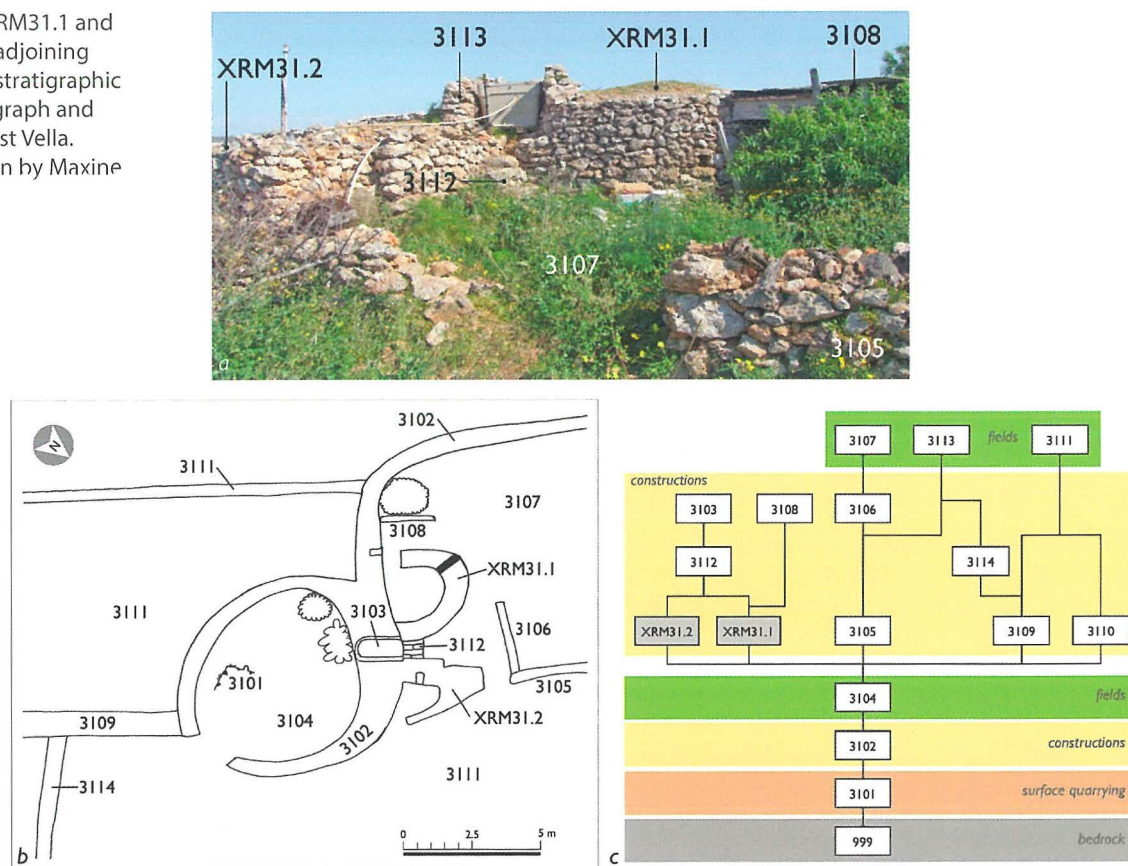 RM31.1 and
adjoining
stratigraphic
graph and
st Vella.
n by Maxine
3113 XRM31.1 3108
XRM31.2
3112
3107
3105
a
3102
N
3111
3107
3108
XRM31.1
3111
3103
3112
3106
3101
3105
3109
3104
3102
XRM31.2
3111
3114
0 2.5 5 m
b
3107 3113 fields 3111
constructions
3103 3108 3106
3112 3114
XRM31.2 XRM31.1 3105 3109 3110
3104 fields
3102 constructions
3101 surface quarrying
999 bedrock
c